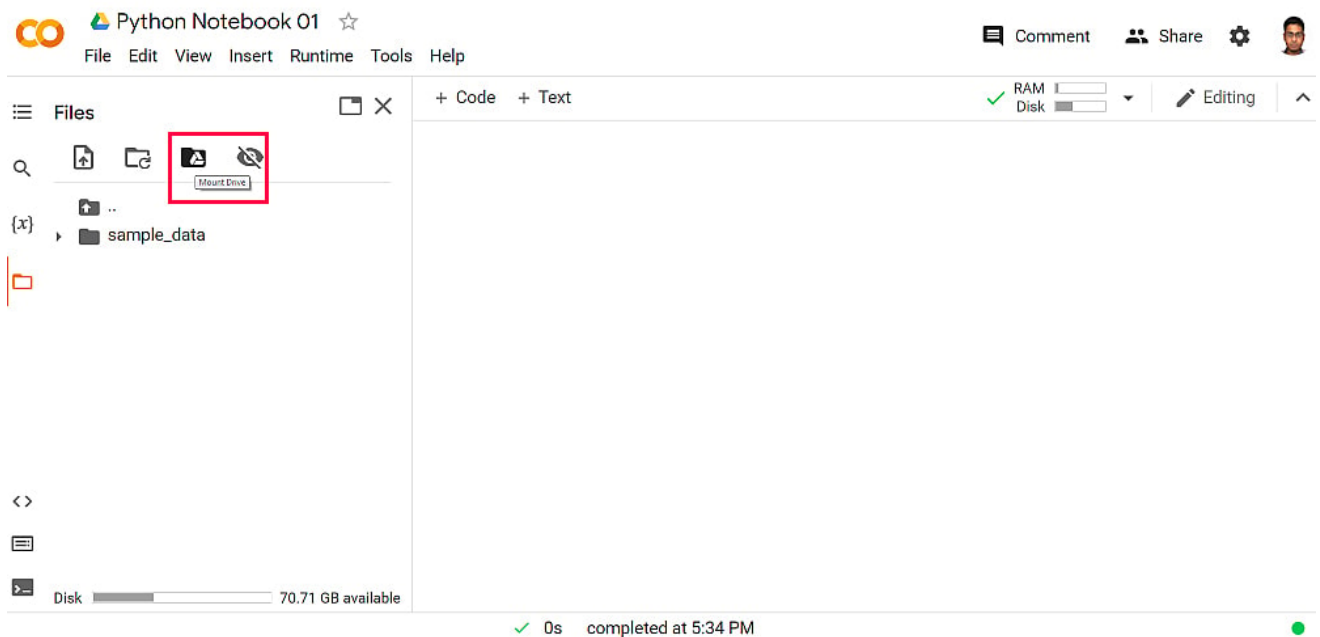 Python Notebook 01
Comment
Share
File Edit View Insert Runtime Tools Help
Files
+ Code + Text
RAM
Disk
Editing
Mount Drive
..
{x}
sample_data
<>
Disk
70.71 GB available
0s completed at 5:34 PM